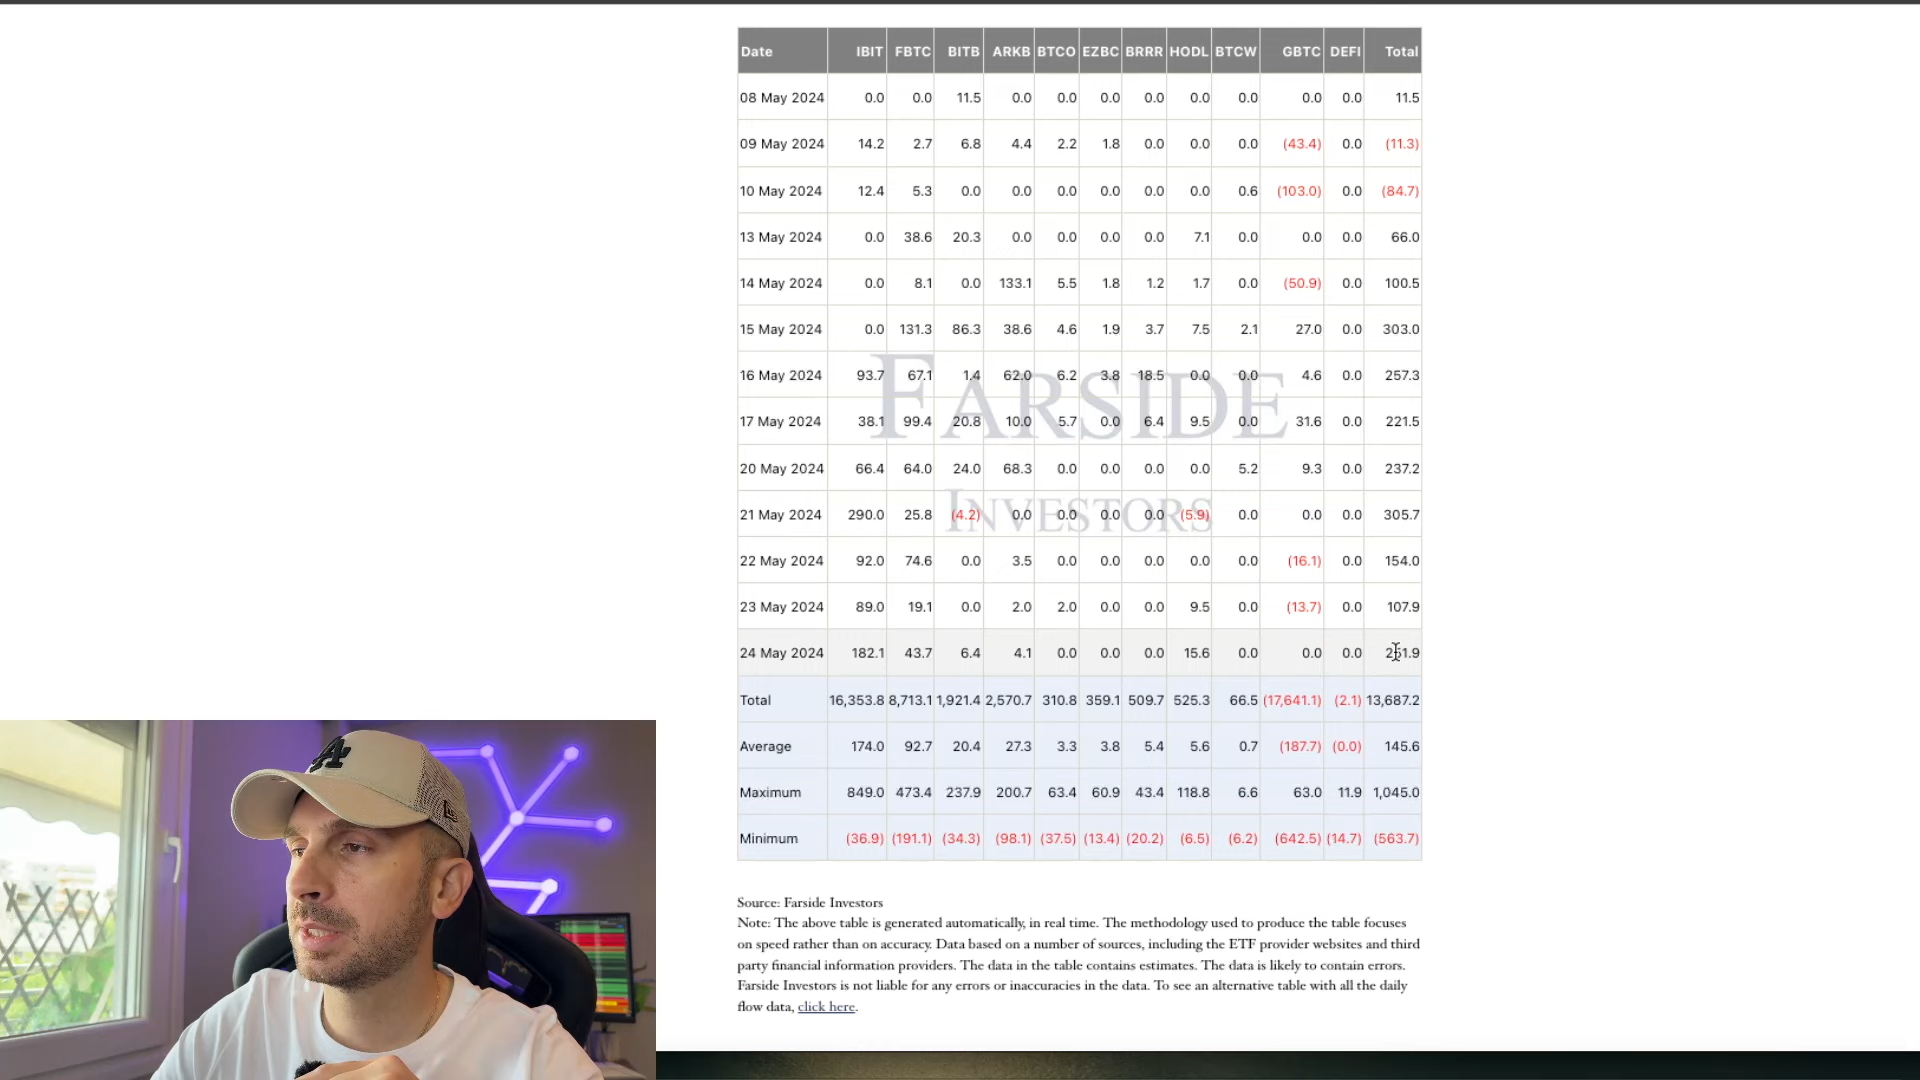 Date IBIT FBTC BITB ARKB BTCO EZBC BRRR HODL BTCW GBTC DEFI Total
08 May 2024 0.0 0.0 11.5 0.0 0.0 0.0 0.0 0.0 0.0 0.0 0.0 11.5
09 May 2024 14.2 2.7 6.8 4.4 2.2 1.8 0.0 0.0 0.0 (43.4) 0.0 (11.3)
10 May 2024 12.4 5.3 0.0 0.0 0.0 0.0 0.0 0.0 0.6 (103.0) 0.0 (84.7)
13 May 2024 0.0 38.6 20.3 0.0 0.0 0.0 0.0 7.1 0.0 0.0 0.0 66.0
14 May 2024 0.0 8.1 0.0 133.1 5.5 1.8 1.2 1.7 0.0 (50.9) 0.0 100.5
15 May 2024 0.0 131.3 86.3 38.6 4.6 1.9 3.7 7.5 2.1 27.0 0.0 303.0
16 May 2024 93.7 67.1 1.4 62.0 6.2 3.8 18.5 0.0 0.0 4.6 0.0 257.3
FARSIDE
17 May 2024 38.1 99.4 20.8 10.0 5.7 0.0 6.4 9.5 0.0 31.6 0.0 221.5
20 May 2024 66.4 64.0 24.0 68.3 0.0 0.0 0.0 0.0 5.2 9.3 0.0 237.2
21 May 2024 290.0 25.8 (4.2) 0.0 0.0 0.0 0.0 (5.9) 0.0 0.0 0.0 305.7
INVESTORS
22 May 2024 92.0 74.6 0.0 3.5 0.0 0.0 0.0 0.0 0.0 (16.1) 0.0 154.0
23 May 2024 89.0 19.1 0.0 2.0 2.0 0.0 0.0 9.5 0.0 (13.7) 0.0 107.9
24 May 2024 182.1 43.7 6.4 4.1 0.0 0.0 0.0 15.6 0.0 0.0 0.0
Total 16,353.8 8,713.1 1,921.4 2,570.7 310.8 359.1 509.7 525.3 66.5 (17,641.1) (2.1) 13,687.2
Average 174.0 92.7 20.4 27.3 3.3 3.8 5.4 5.6 0.7 (187.7) (0.0) 145.6
Maximum 849.0 473.4 237.9 200.7 63.4 60.9 43.4 118.8 6.6 63.0 11.9 1,045.0
Minimum (36.9) (191.1) (34.3) (98.1) (37.5) (13.4) (20.2) (6.5) (6.2) (642.5) (14.7) (563.7)
Source: Farside Investors
Note: The above table is generated automatically, in real time. The methodology used to produce the table focuses
on speed rather than on accuracy. Data based on a number of sources, including the ETF provider websites and third
party financial information providers. The data in the table contains estimates. The data is likely to contain errors.
Farside Investors is not liable for any errors or inaccuracies in the data. To see an alternative table with all the daily
flow data, click here.